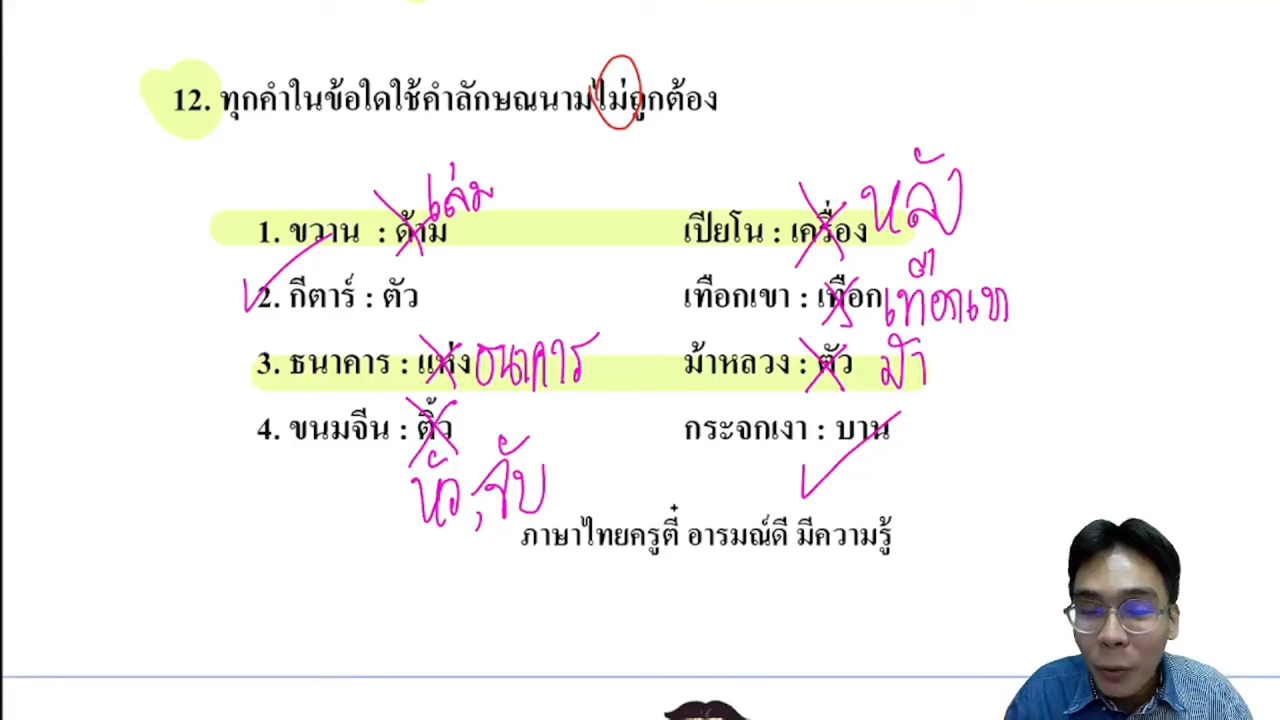 12. ทุกคำในข้อใดใช้คำลักษณนามไม่ถูกต้อง
1. ขวาน : ด้าม เล่ม เปียโน : เครื่อง หลัง
2. กีตาร์ : ตัว เทือกเขา : เทือก เทือกเขา
3. ธนาคาร : แห่ง ธนาคาร ม้าหลวง : ตัว ม้า
4. ขนมจีน : ติ้ว กระจกเงา : บาน
หัว, จับ
ภาษาไทยครูตี๋ อารมณ์ดี มีความรู้